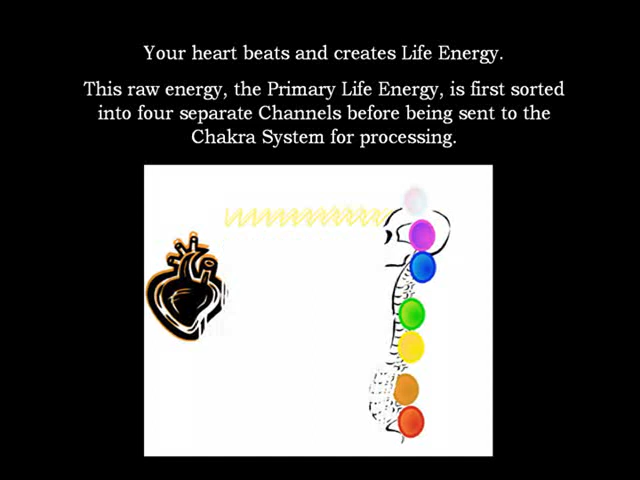 Your heart beats and creates Life Energy.
This raw energy, the Primary Life Energy, is first sorted
into four separate Channels before being sent to the
Chakra System for processing.